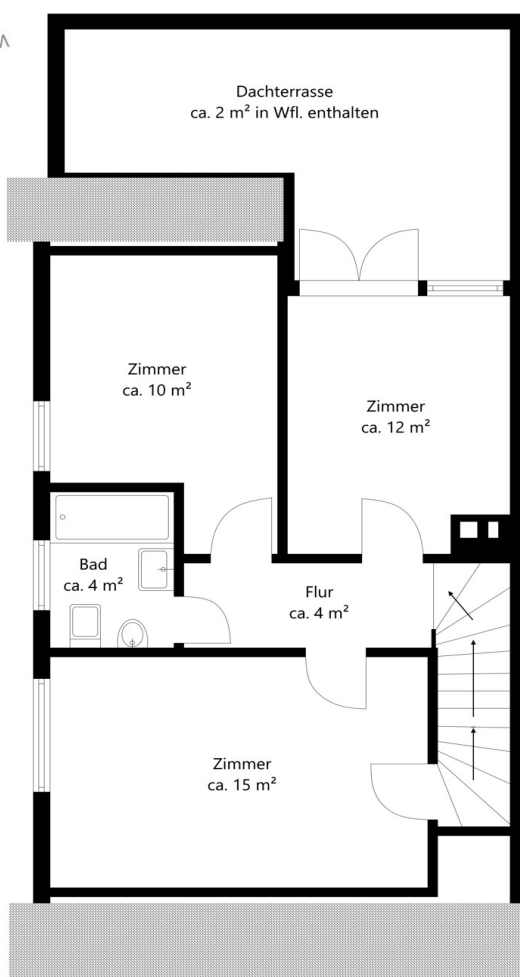 Dachterrasse
ca. 2 m² in Wfl. enthalten
Zimmer
ca. 10 m²
Zimmer
ca. 12 m²
Bad
ca. 4 m²
Flur
ca. 4 m²
Zimmer
ca. 15 m²